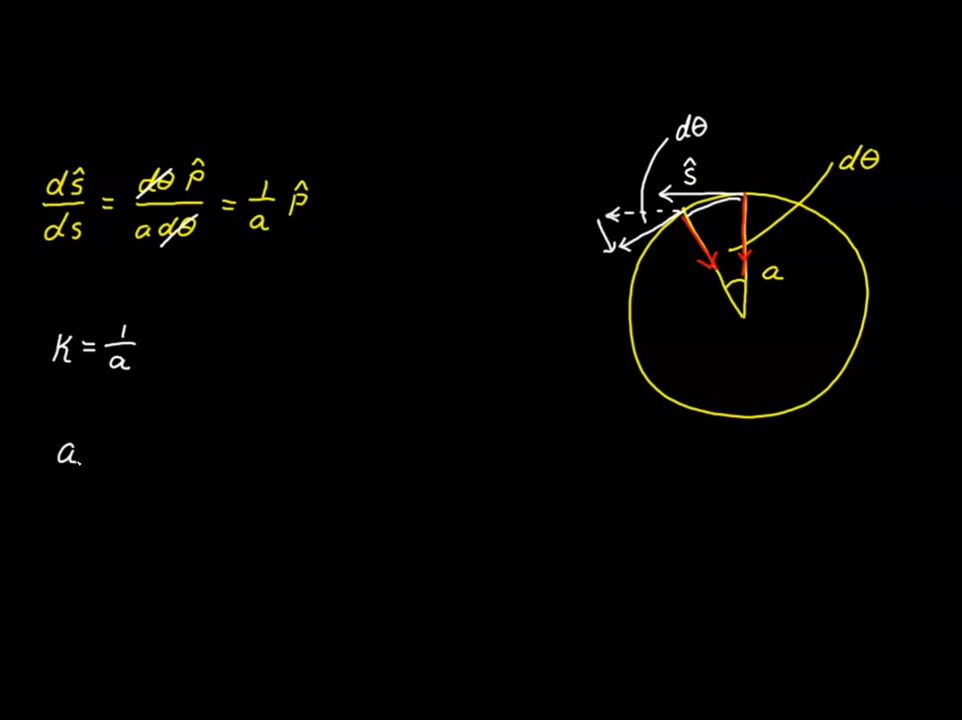 dŝ/ds = dθ p̂/a dθ = 1/a p̂
K = 1/a
a
dθ
dθ
ŝ
a